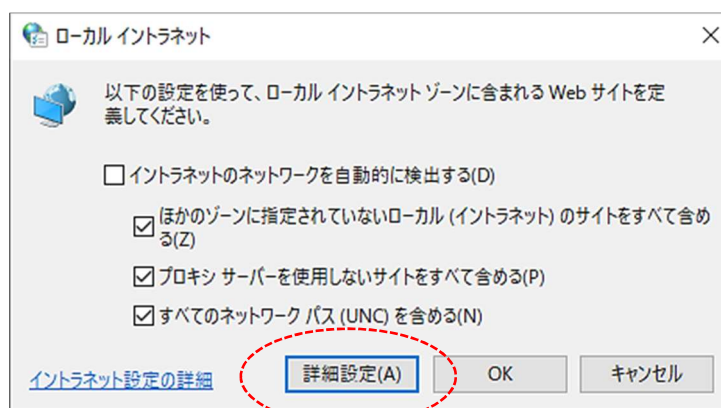 ローカル イントラネット
以下の設定を使って、ローカル イントラネット ゾーンに含まれる Web サイトを定
義してください。
イントラネットのネットワークを自動的に検出する(D)
ほかのゾーンに指定されていないローカル (イントラネット) のサイトをすべて含め
る(Z)
プロキシ サーバーを使用しないサイトをすべて含める(P)
すべてのネットワーク パス (UNC) を含める(N)
イントラネット設定の詳細
詳細設定(A)
OK
キャンセル